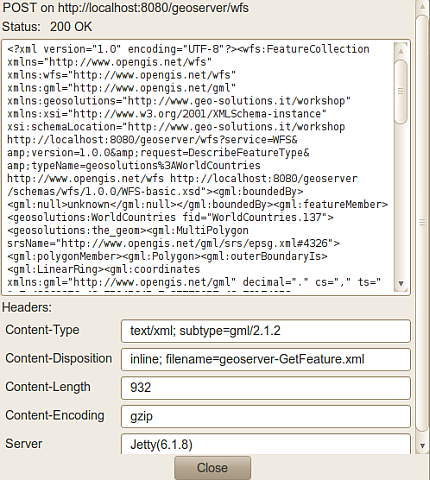 POST on http://localhost:8080/geoserver/wfs
Status: 200 OK
<?xml version="1.0" encoding="UTF-8"?><wfs:FeatureCollection
xmlns="http://www.opengis.net/wfs"
xmlns:wfs="http://www.opengis.net/wfs"
xmlns:gml="http://www.opengis.net/gml"
xmlns:geosolutions="http://www.geo-solutions.it/workshop"
xmlns:xsi="http://www.w3.org/2001/XMLSchema-instance"
xsi:schemaLocation="http://www.geo-solutions.it/workshop
http://localhost:8080/geoserver/wfs?service=WFS&
amp;version=1.0.0&amp;request=DescribeFeatureType&
amp;typeName=geosolutions%3AWorldCountries
http://www.opengis.net/wfs http://localhost:8080/geoserver
/schemas/wfs/1.0.0/WFS-basic.xsd"><gml:boundedBy>
<gml:null>unknown</gml:null></gml:boundedBy><gml:featureMember>
<geosolutions:WorldCountries fid="WorldCountries.137">
<geosolutions:the_geom><gml:MultiPolygon
srsName="http://www.opengis.net/gml/srs/epsg.xml#4326">
<gml:polygonMember><gml:Polygon><gml:outerBoundaryIs>
<gml:LinearRing><gml:coordinates
xmlns:gml="http://www.opengis.net/gml" decimal="." cs="," ts="
Headers:
Content-Type text/xml; subtype=gml/2.1.2
Content-Disposition inline; filename=geoserver-GetFeature.xml
Content-Length 932
Content-Encoding gzip
Server Jetty(6.1.8)
Close